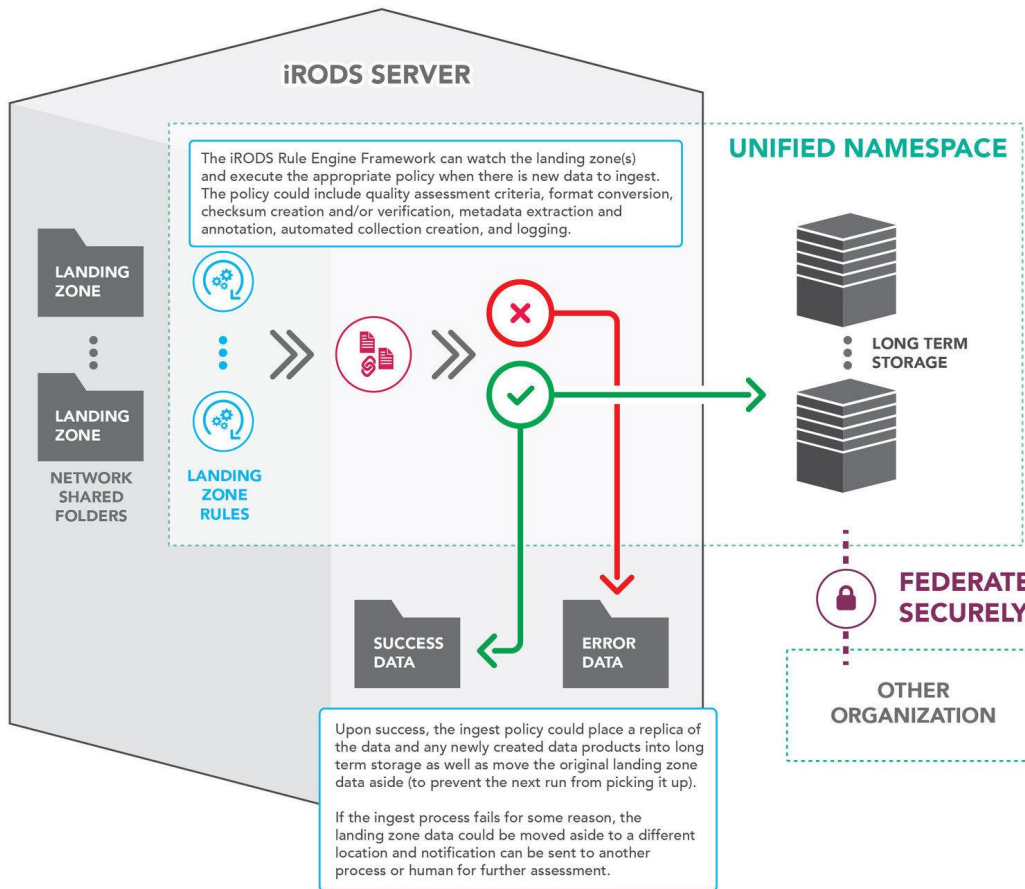 iRODS SERVER
UNIFIED NAMESPACE
The iRODS Rule Engine Framework can watch the landing zone(s)
and execute the appropriate policy when there is new data to ingest.
The policy could include quality assessment criteria, format conversion,
checksum creation and/or verification, metadata extraction and
annotation, automated collection creation, and logging.
LANDING
ZONE
LANDING
ZONE
NETWORK
SHARED
FOLDERS
LANDING
ZONE
RULES
LONG TERM
STORAGE
SUCCESS
DATA
ERROR
DATA
FEDERATE
SECURELY
OTHER
ORGANIZATION
Upon success, the ingest policy could place a replica of
the data and any newly created data products into long
term storage as well as move the original landing zone
data aside (to prevent the next run from picking it up).
If the ingest process fails for some reason, the
landing zone data could be moved aside to a different
location and notification can be sent to another
process or human for further assessment.